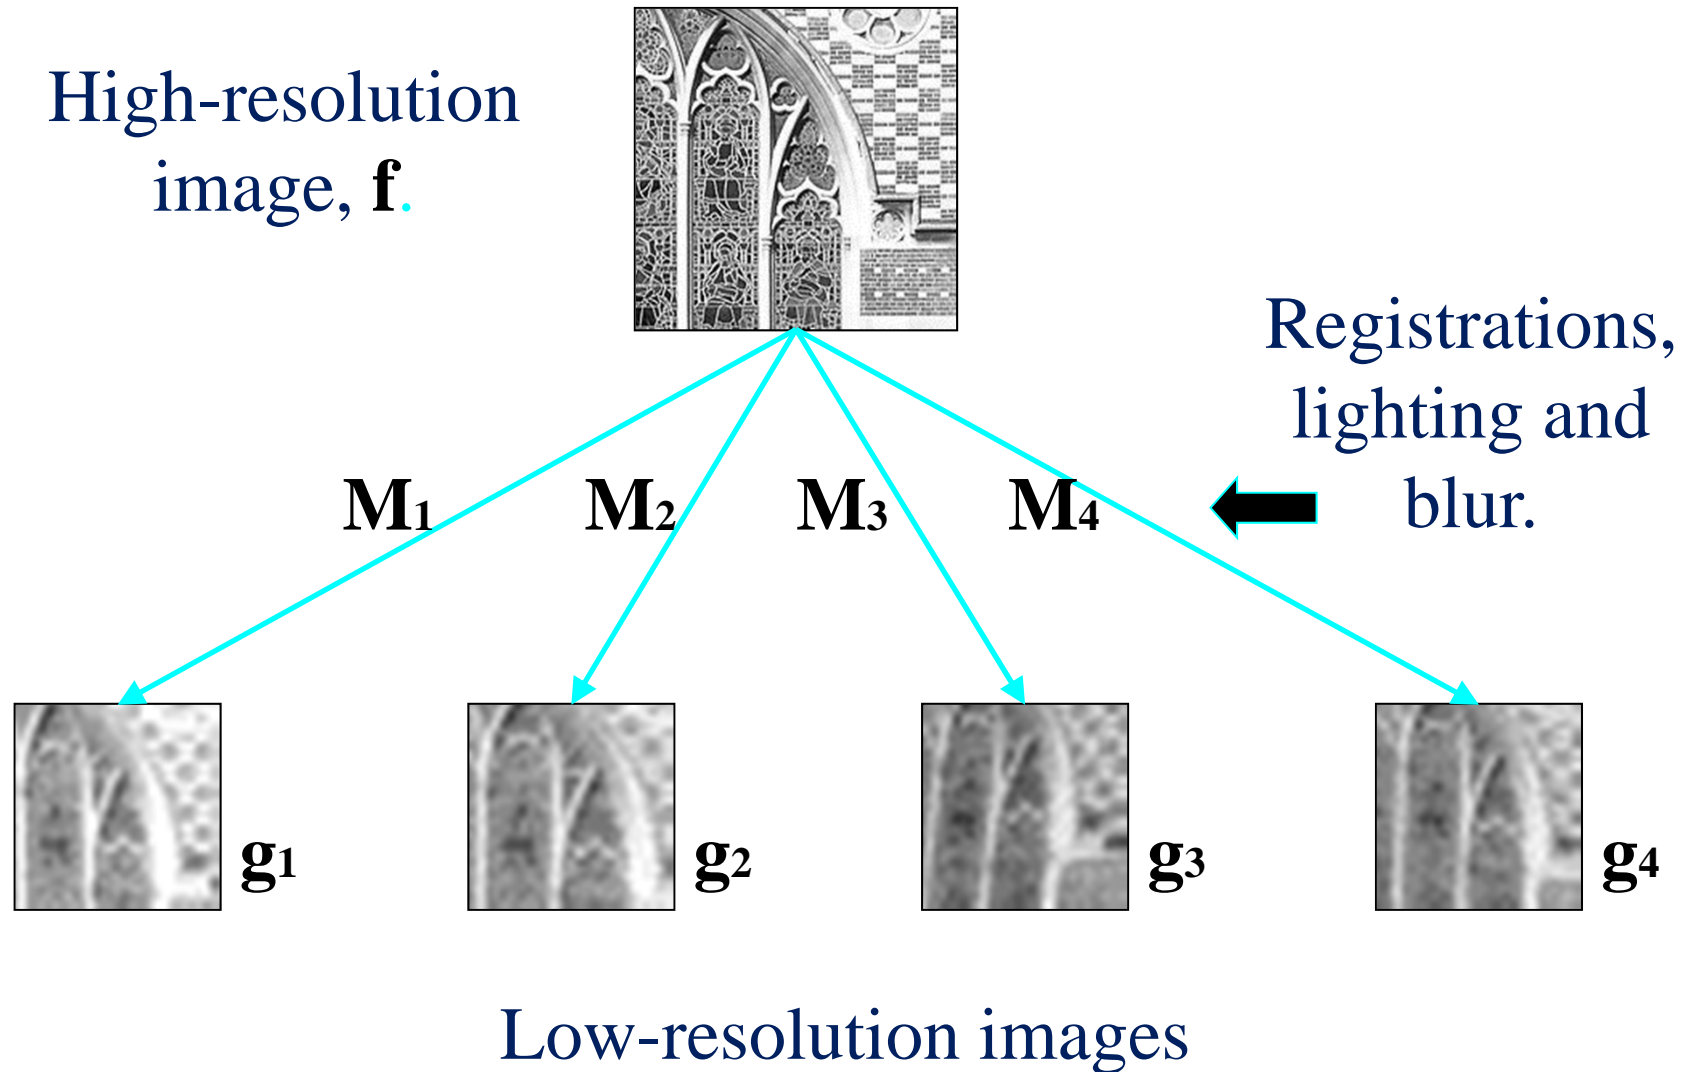 High-resolution
image, f.
Registrations,
lighting and
blur.
M1
M2
M3
M4
g1
g2
g3
g4
Low-resolution images